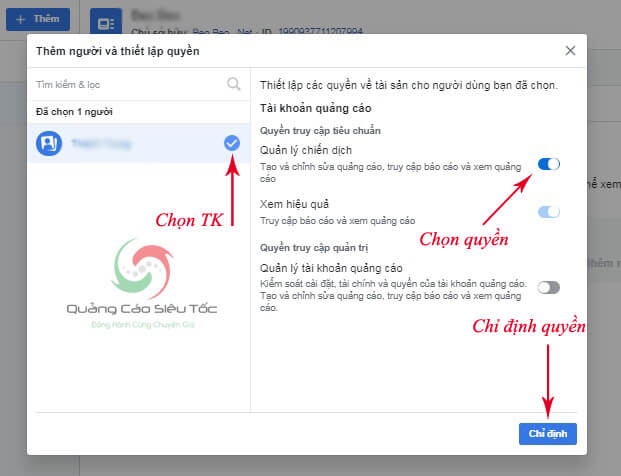 + Thêm
Chủ sở hữu: Beo Beo . Net · ID: 1990937711207994
Thêm người và thiết lập quyền
Tìm kiếm & lọc
Đã chọn 1 người
Thiết lập các quyền về tài sản cho người dùng bạn đã chọn.
Tài khoản quảng cáo
Quyền truy cập tiêu chuẩn
Quản lý chiến dịch
Tạo và chỉnh sửa quảng cáo, truy cập báo cáo và xem quảng
cáo
Xem hiệu quả
Truy cập báo cáo và xem quảng cáo
Quyền truy cập quản trị
Quản lý tài khoản quảng cáo
Kiểm soát cài đặt, tài chính và quyền của tài khoản quảng cáo.
Tạo và chỉnh sửa quảng cáo, truy cập báo cáo và xem quảng
cáo.
Chọn TK
Chọn quyền
Chỉ định quyền
Quảng Cáo Siêu Tốc
Đồng Hành Cùng Chuyên Gia
Chỉ định